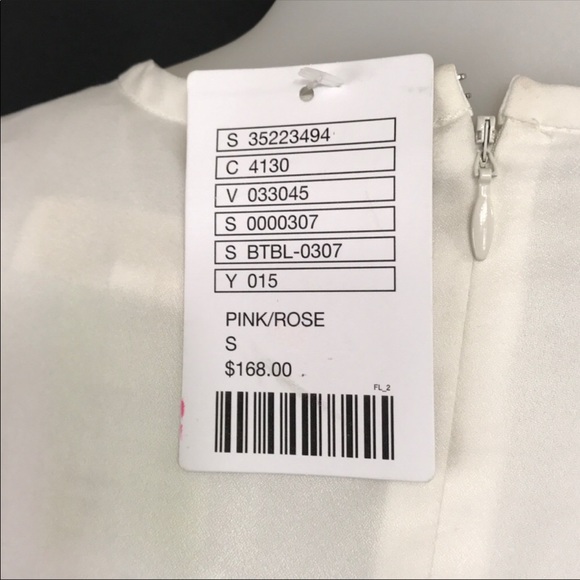 S 35223494
C 4130
V 033045
S 0000307
S BTBL-0307
Y 015
PINK/ROSE
S
$168.00
FL_2